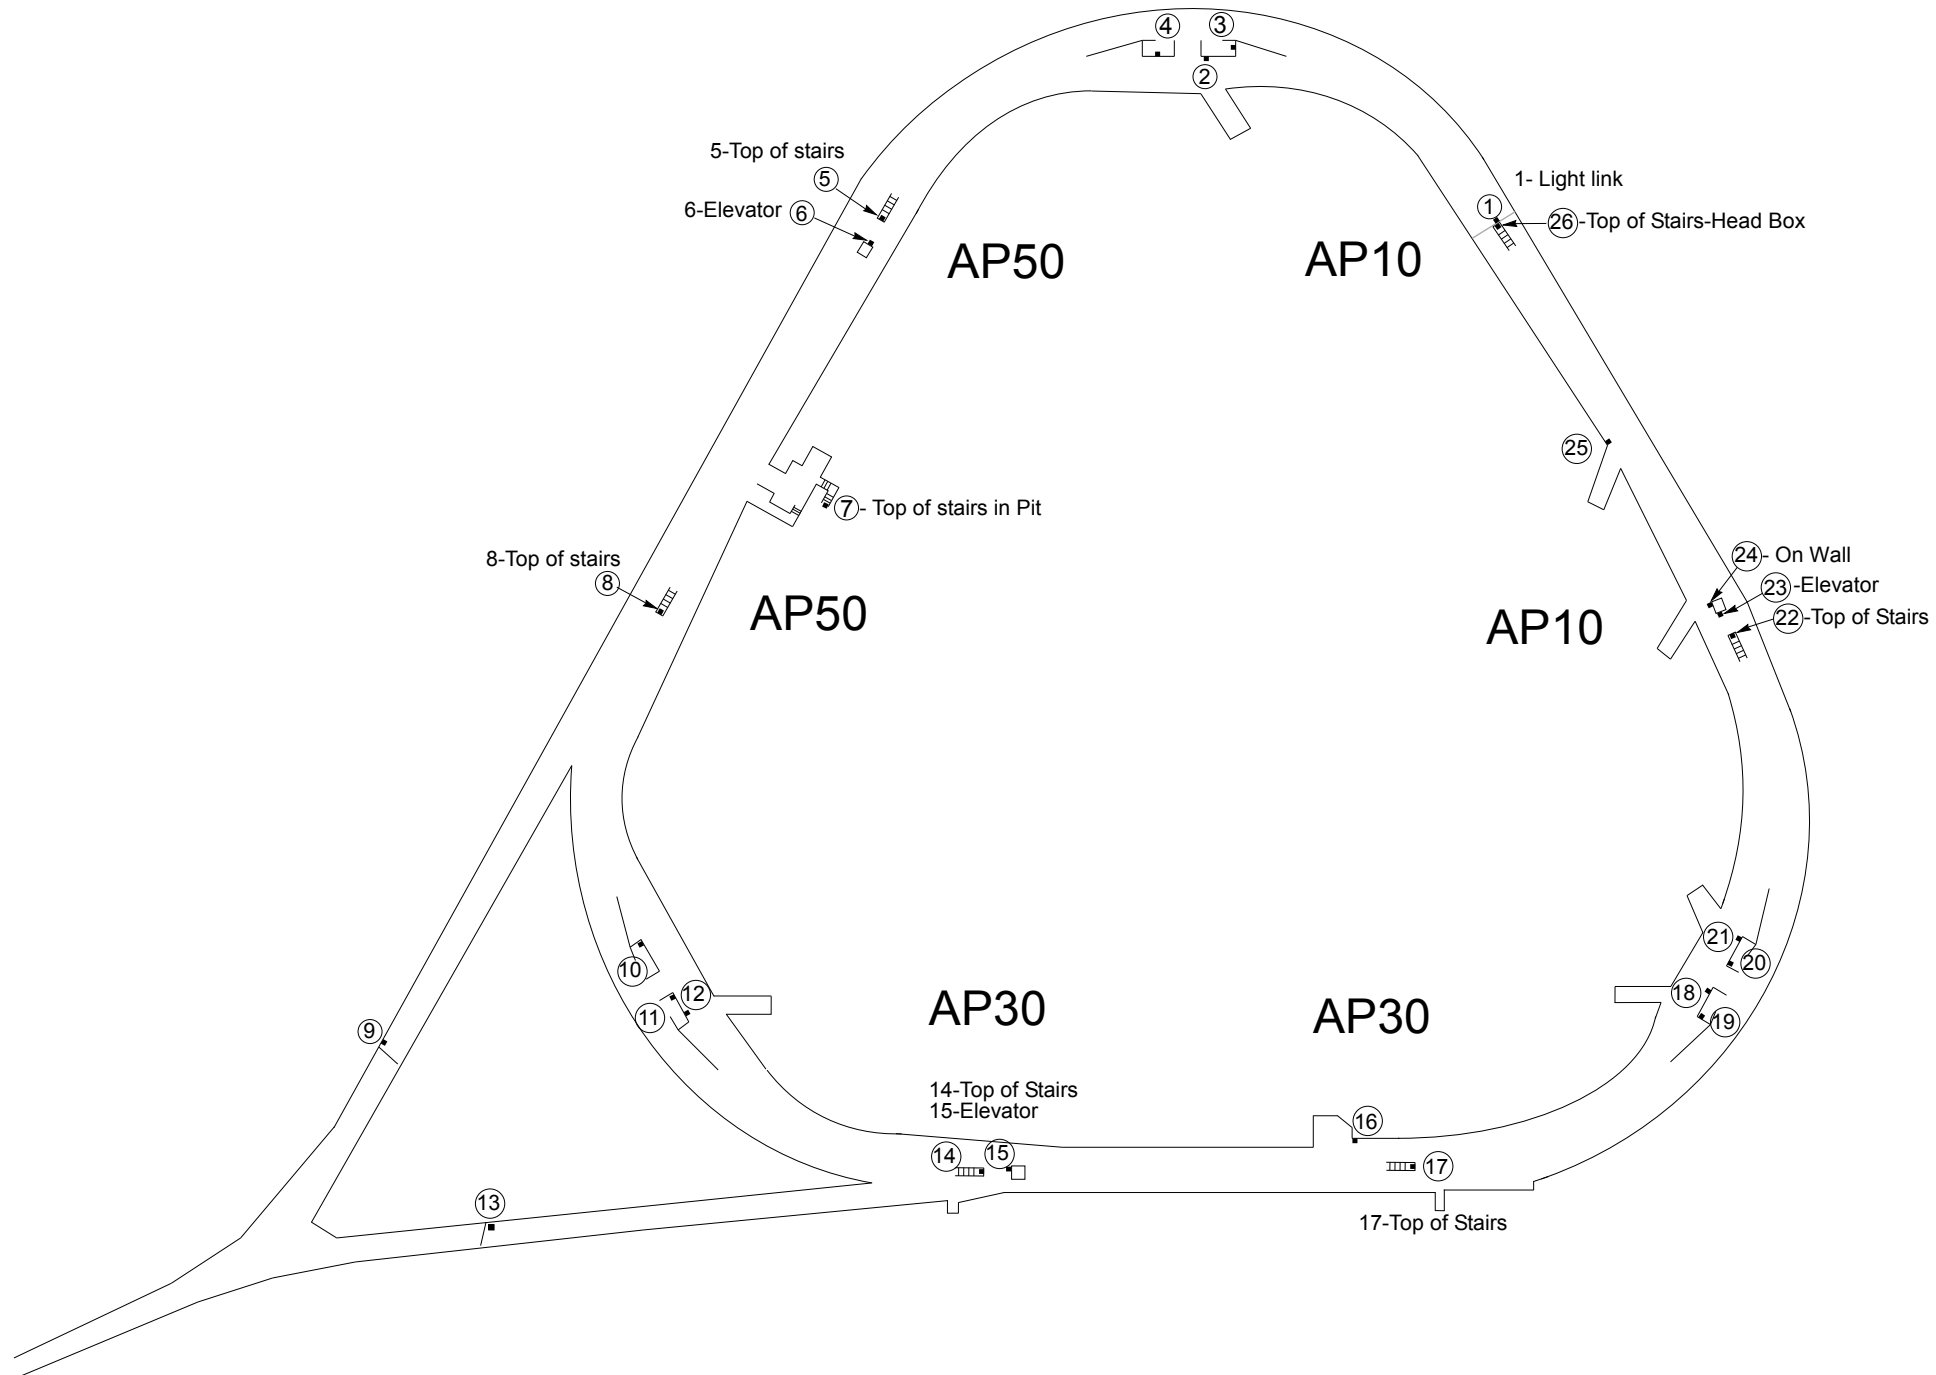 4
3
2
5-Top of stairs
5
6-Elevator 6
1- Light link
1
26-Top of Stairs-Head Box
AP50
AP10
25
7- Top of stairs in Pit
8-Top of stairs
8
24- On Wall
23-Elevator
22-Top of Stairs
AP50
AP10
21
20
10
12
18
11
19
9
AP30
AP30
14-Top of Stairs
15-Elevator
16
14
15
17
13
17-Top of Stairs